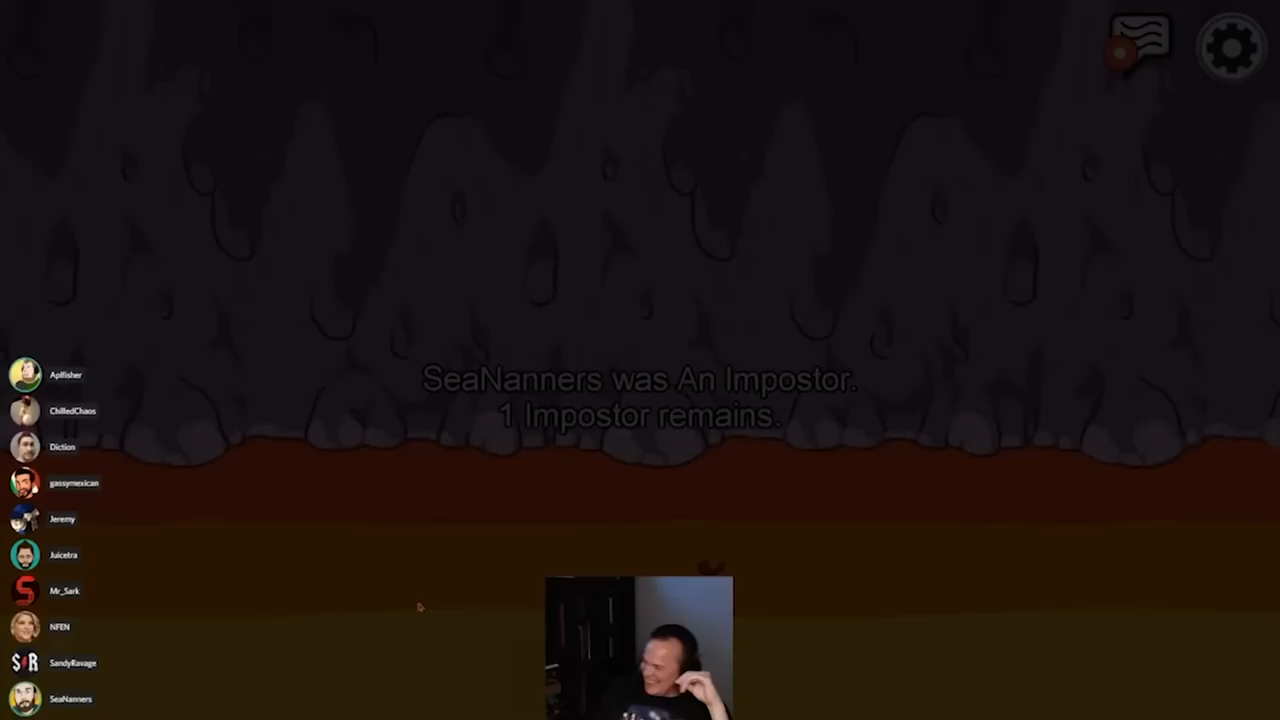 SeaNanners was An Impostor.
1 Impostor remains.
Aplfisher
ChilledChaos
Diction
gassymexican
Jeremy
Juicetra
Mr_Sark
NFEN
S R
SandyRavage
SeaNanners